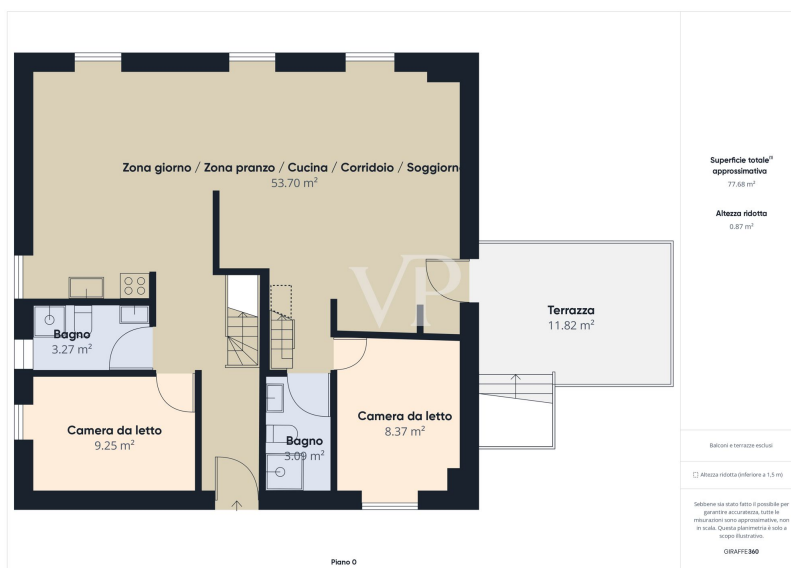 Zona giorno / Zona pranzo / Cucina / Corridoio / Soggiorn
53.70 m²
VP
Terrazza
11.82 m²
Bagno
3.27 m²
Camera da letto
9.25 m²
Bagno
3.09 m²
Camera da letto
8.37 m²
Piano 0
Superficie totale⁽¹⁾
approssimativa
77.68 m²
Altezza ridotta
0.87 m²
Balconi e terrazze esclusi
Altezza ridotta (inferiore a 1,5 m)
Sebbene sia stato fatto il possibile per
garantire accuratezza, tutte le
misurazioni sono approssimative, non
in scala. Questa planimetria è solo a
scopo illustrativo.
GIRAFFE360